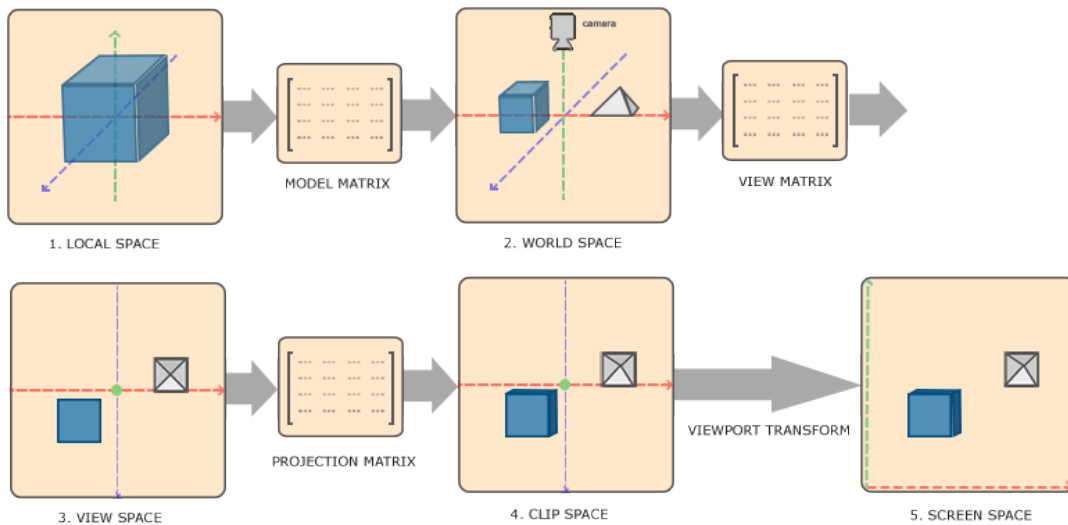 camera
MODEL MATRIX
VIEW MATRIX
1. LOCAL SPACE
2. WORLD SPACE
PROJECTION MATRIX
VIEWPORT TRANSFORM
3. VIEW SPACE
4. CLIP SPACE
5. SCREEN SPACE